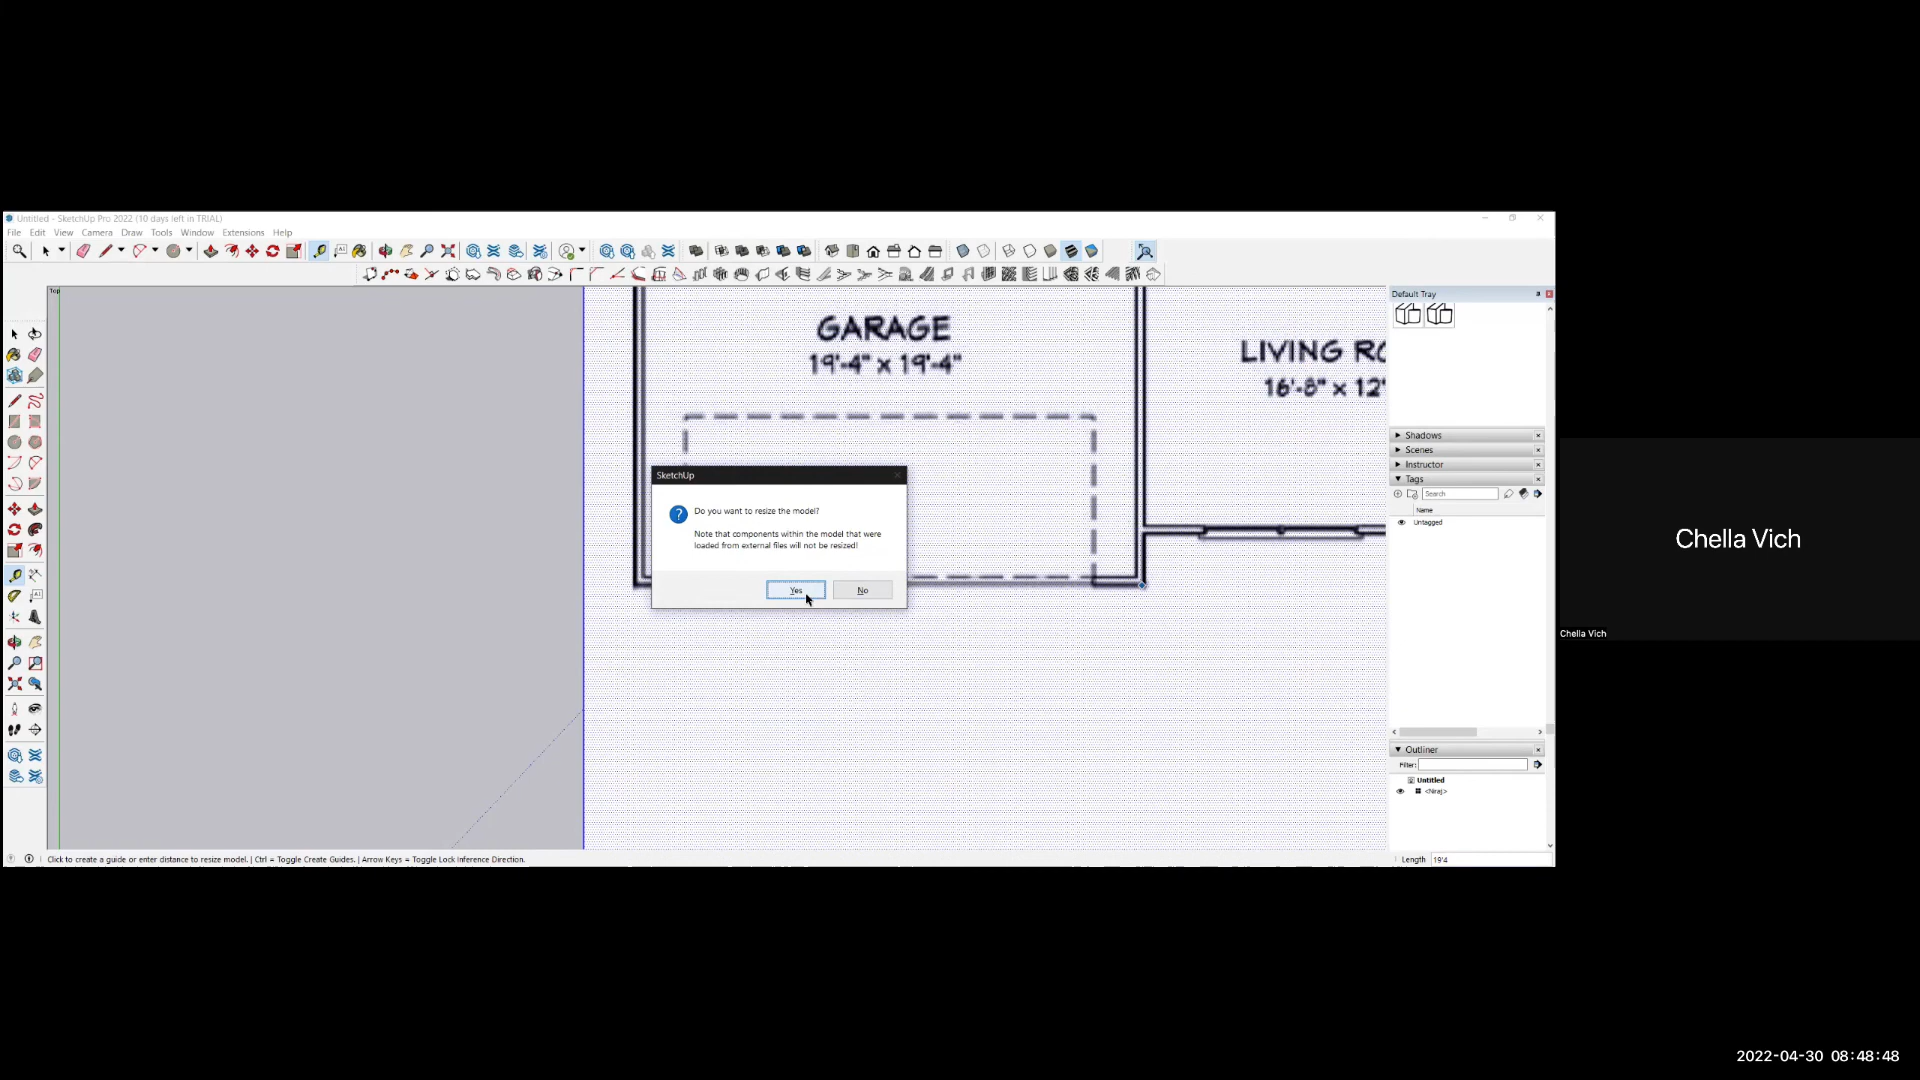 Untitled - SketchUp Pro 2022 (10 days left in TRIAL)
File Edit View Camera Draw Tools Window Extensions Help
Top
GARAGE
19'-4" x 19'-4"
LIVING RO
16'-8" x 12'
SketchUp
Do you want to resize the model?
Note that components within the model that were
loaded from external files will not be resized!
Yes No
Default Tray
Shadows
Scenes
Instructor
Tags
Search
Name
Untagged
Outliner
Filter:
Untitled
<Niraj>
Click to create a guide or enter distance to resize model. | Ctrl = Toggle Create Guides. | Arrow Keys = Toggle Lock Inference Direction.
Length 19'4
Chella Vich
Chella Vich
2022-04-30 08:48:48